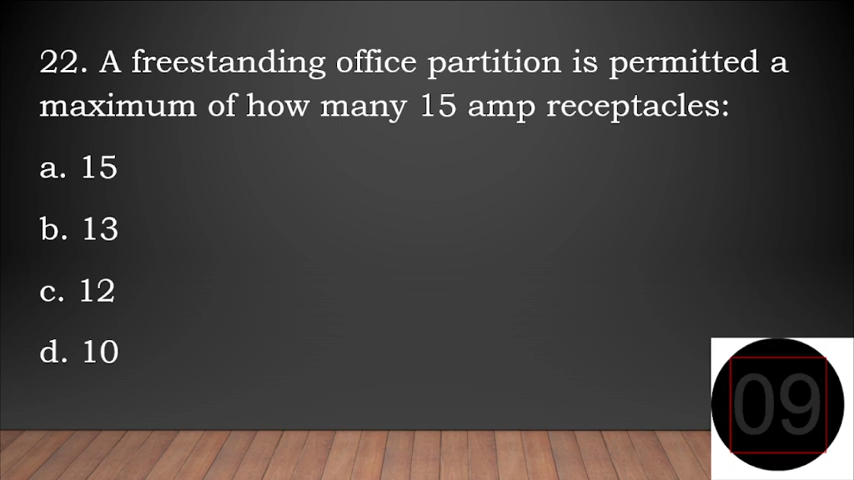 22. A freestanding office partition is permitted a
maximum of how many 15 amp receptacles:
a. 15
b. 13
c. 12
d. 10
09